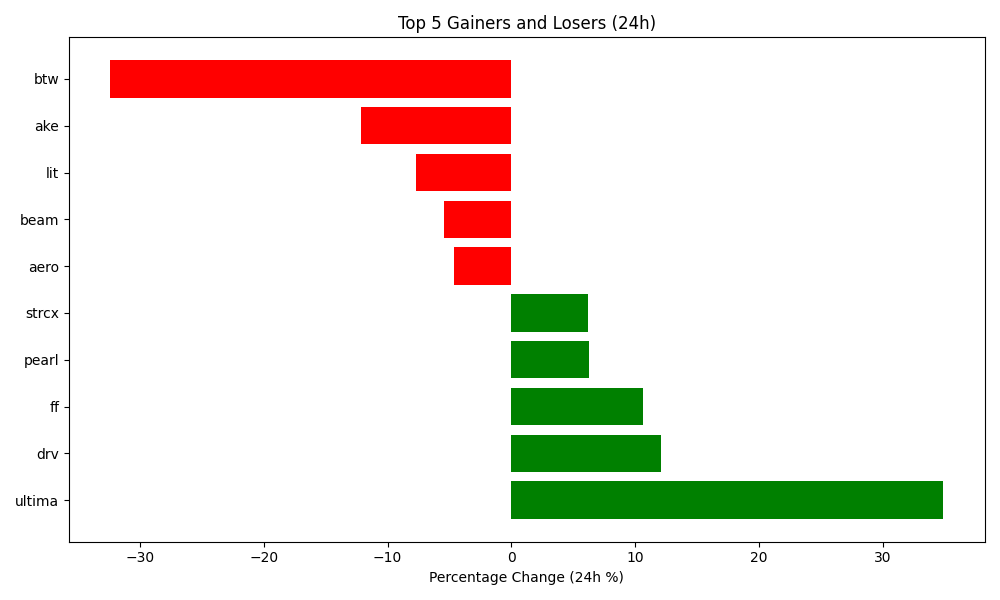 Top 5 Gainers and Losers (24h)
btw
ake
lit
beam
aero
strcx
pearl
ff
drv
ultima
−30 −20 −10 0 10 20 30
Percentage Change (24h %)